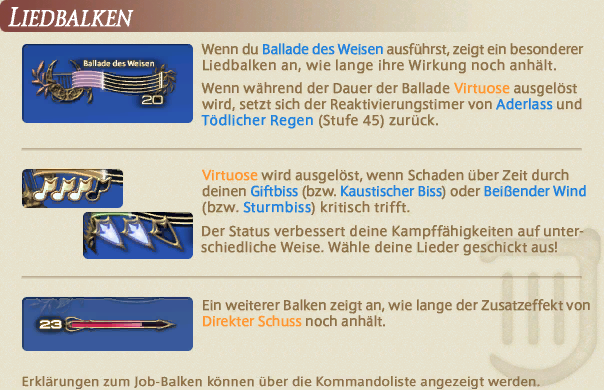 LIEDBALKEN
Ballade des Weisen
20
Wenn du Ballade des Weisen ausführst, zeigt ein besonderer
Liedbalken an, wie lange ihre Wirkung noch anhält.
Wenn während der Dauer der Ballade Virtuose ausgelöst
wird, setzt sich der Reaktivierungstimer von Aderlass und
Tödlicher Regen (Stufe 45) zurück.
Virtuose wird ausgelöst, wenn Schaden über Zeit durch
deinen Giftbiss (bzw. Kaustischer Biss) oder Beißender Wind
(bzw. Sturmbiss) kritisch trifft.
Der Status verbessert deine Kampffähigkeiten auf unter-
schiedliche Weise. Wähle deine Lieder geschickt aus!
23
Ein weiterer Balken zeigt an, wie lange der Zusatzeffekt von
Direkter Schuss noch anhält.
Erklärungen zum Job-Balken können über die Kommandoliste angezeigt werden.